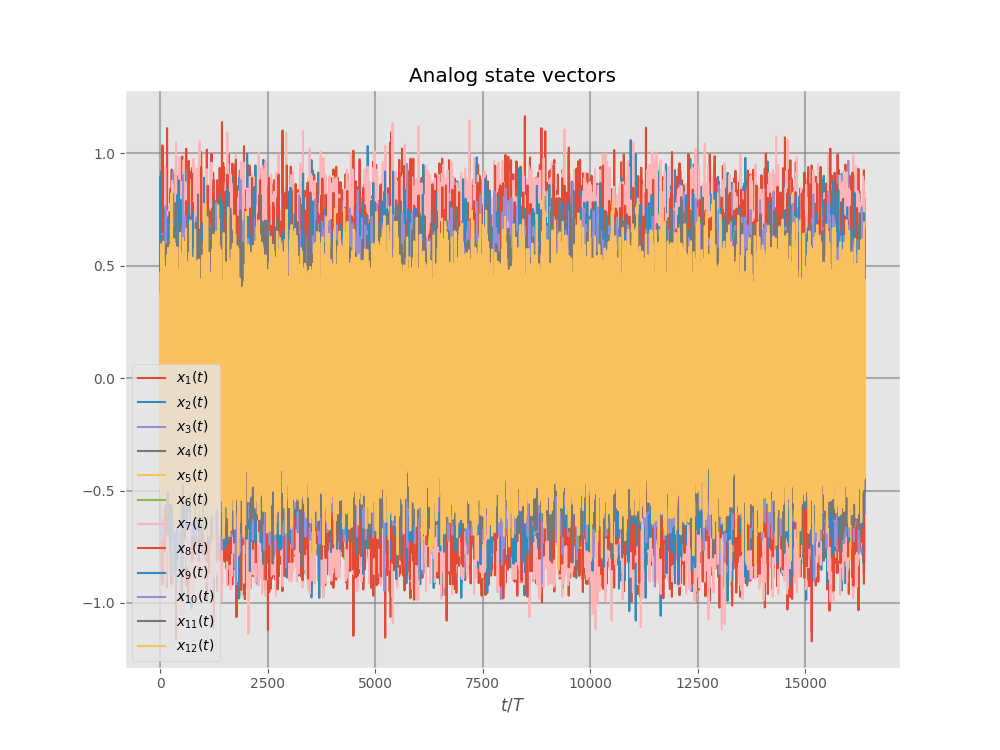 Analog state vectors
1.0
0.5
0.0
−0.5
−1.0
x₁(t)
x₂(t)
x₃(t)
x₄(t)
x₅(t)
x₆(t)
x₇(t)
x₈(t)
x₉(t)
x₁₀(t)
x₁₁(t)
x₁₂(t)
0 2500 5000 7500 10000 12500 15000
t/T